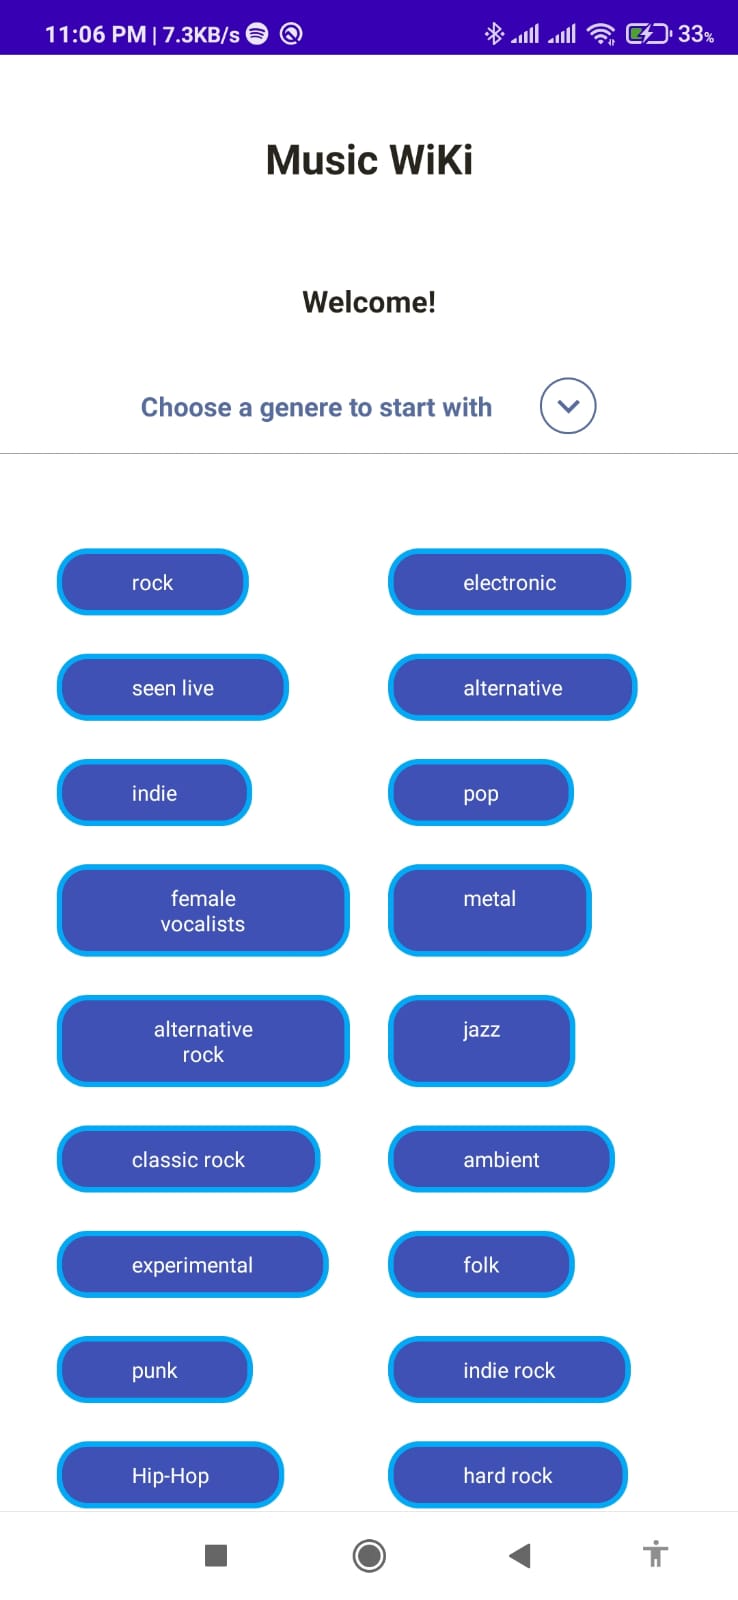 11:06 PM | 7.3KB/s 33%
Music WiKi
Welcome!
Choose a genere to start with
rock electronic
seen live alternative
indie pop
female
vocalists
metal
alternative
rock
jazz
classic rock ambient
experimental folk
punk indie rock
Hip-Hop hard rock